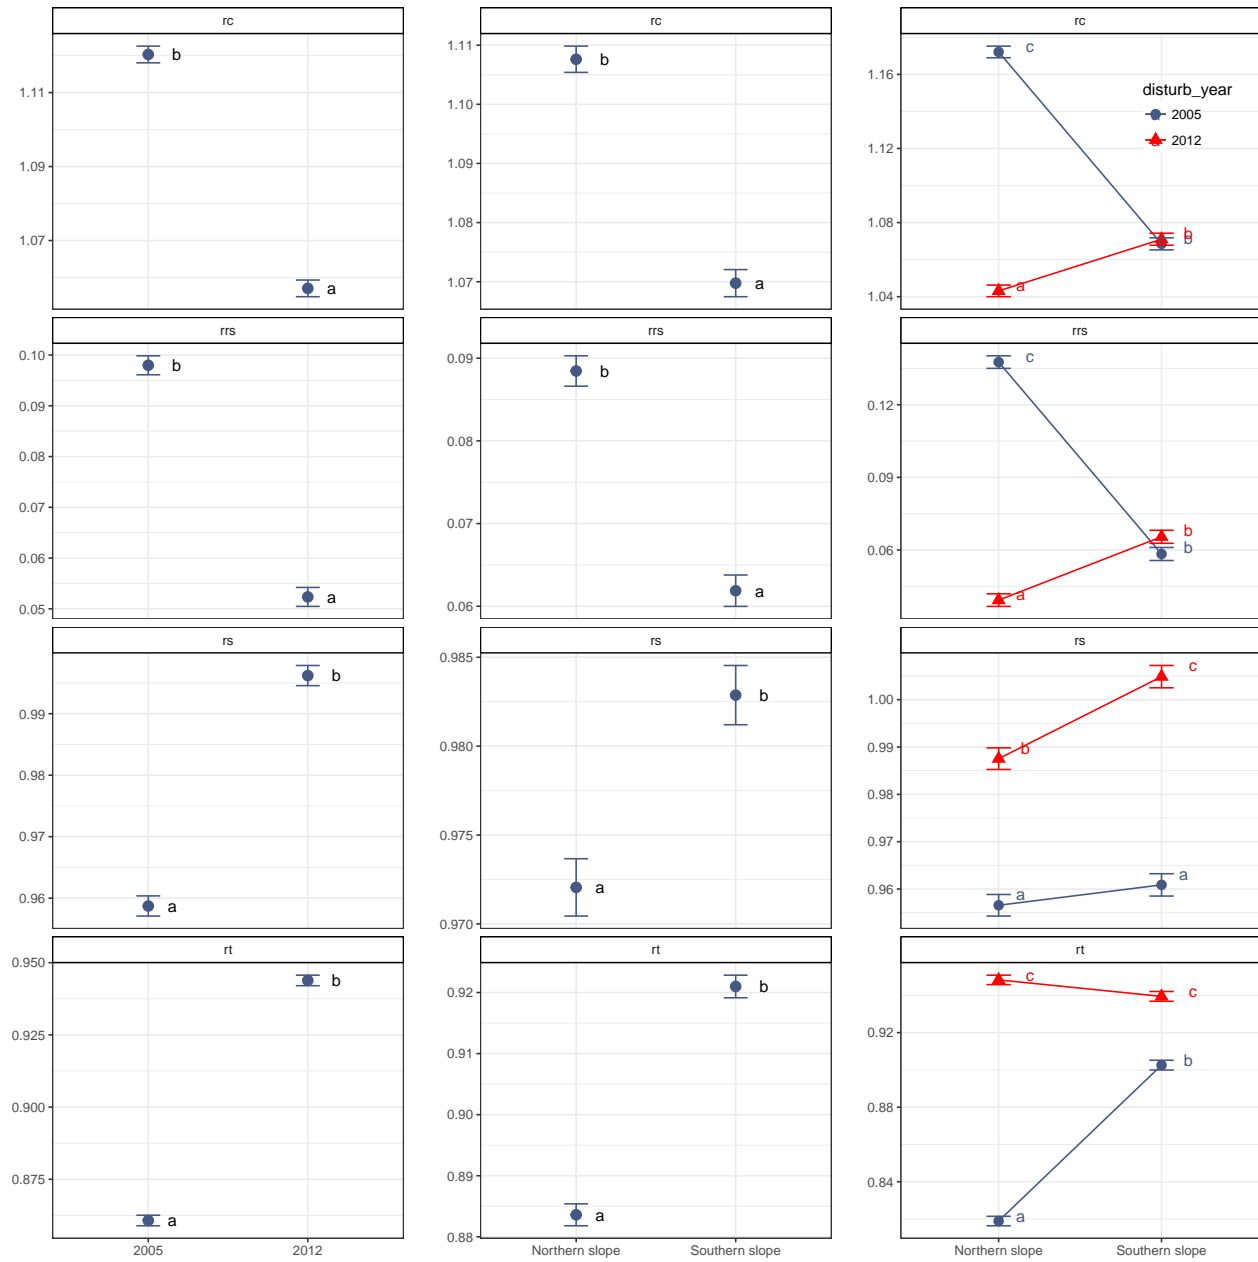 rc
1.11
1.09
1.07
b
a
rc
1.11
1.10
1.09
1.08
1.07
b
a
rc
1.16
1.12
1.08
1.04
c
a
b
b
disturb_year
2005
2012
rrs
0.10
0.09
0.08
0.07
0.06
0.05
b
a
rrs
0.09
0.08
0.07
0.06
b
a
rrs
0.12
0.09
0.06
c
a
b
b
rs
0.99
0.98
0.97
0.96
a
b
rs
0.985
0.980
0.975
0.970
a
b
rs
1.00
0.99
0.98
0.97
0.96
b
c
a
a
rt
0.950
0.925
0.900
0.875
a
b
2005 2012
rt
0.92
0.91
0.90
0.89
0.88
a
b
Northern slope Southern slope
rt
0.92
0.88
0.84
c
c
b
a
Northern slope Southern slope